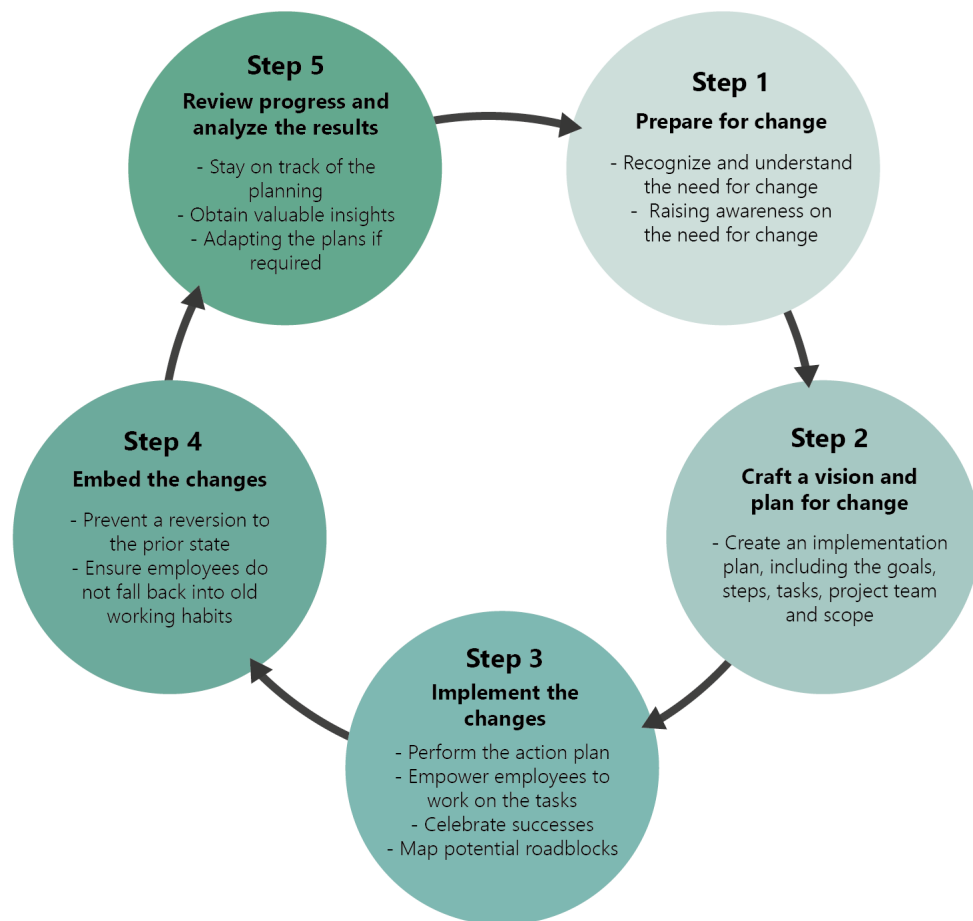 Step 1
Prepare for change
- Recognize and understand
the need for change
- Raising awareness on
the need for change
Step 2
Craft a vision and
plan for change
- Create an implementation
plan, including the goals,
steps, tasks, project team
and scope
Step 3
Implement the
changes
- Perform the action plan
- Empower employees to
work on the tasks
- Celebrate successes
- Map potential roadblocks
Step 4
Embed the changes
- Prevent a reversion to
the prior state
- Ensure employees do
not fall back into old
working habits
Step 5
Review progress and
analyze the results
- Stay on track of the
planning
- Obtain valuable insights
- Adapting the plans if
required